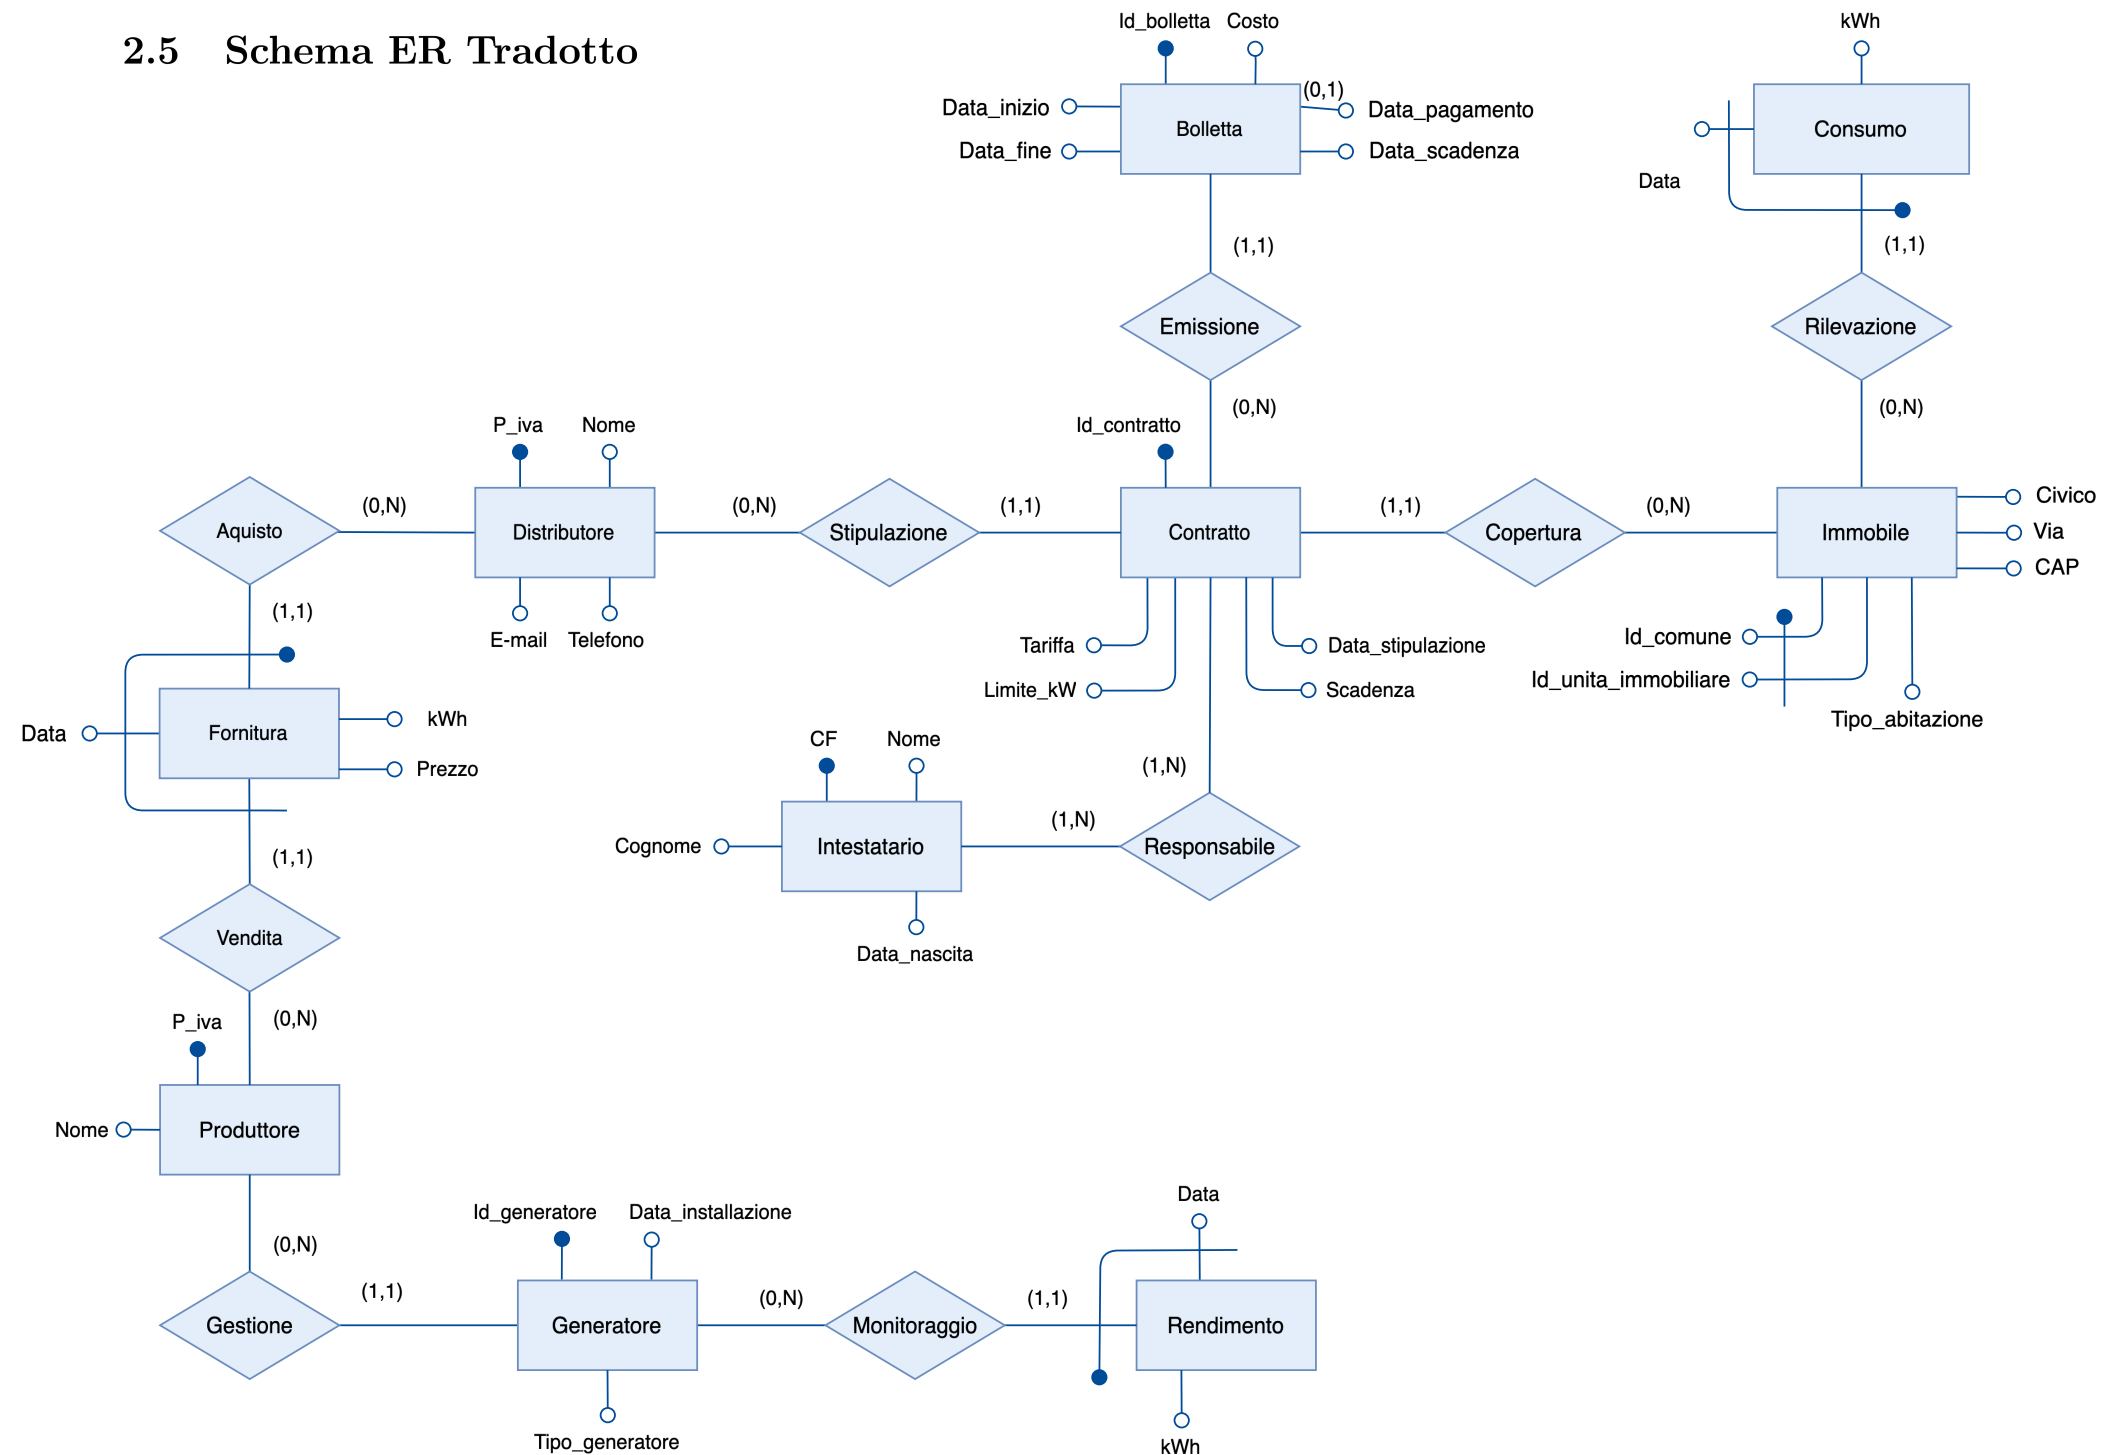 2.5 Schema ER Tradotto
Id_bolletta Costo
kWh
Data_inizio
(0,1)
Data_pagamento
Bolletta
Consumo
Data_fine
Data_scadenza
Data
(1,1)
(1,1)
Emissione
Rilevazione
(0,N)
(0,N)
P_iva Nome
Id_contratto
(0,N)
(0,N)
(1,1)
(1,1)
(0,N)
Civico
Aquisto
Distributore
Stipulazione
Contratto
Copertura
Immobile
Via
CAP
(1,1)
E-mail Telefono
Tariffa
Data_stipulazione
Id_comune
Limite_kW
Scadenza
Id_unita_immobiliare
Tipo_abitazione
Data
Fornitura
kWh
Prezzo
CF Nome
(1,N)
(1,N)
Cognome
Intestatario
Responsabile
(1,1)
Vendita
Data_nascita
(0,N)
P_iva
Nome
Produttore
(0,N)
Id_generatore Data_installazione
Data
(1,1)
(0,N)
(1,1)
Gestione
Generatore
Monitoraggio
Rendimento
Tipo_generatore
kWh